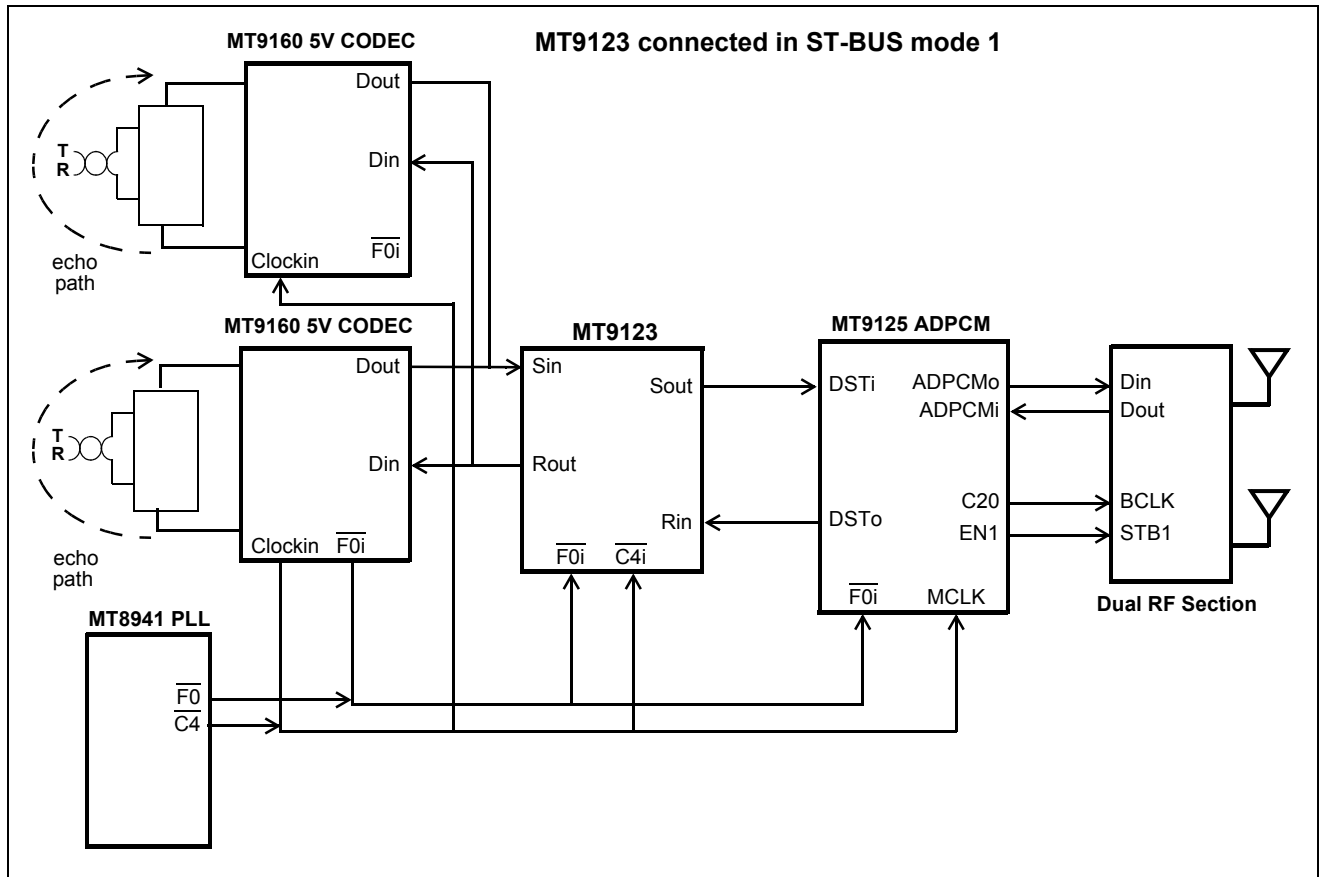 MT9123 connected in ST-BUS mode 1
MT9160 5V CODEC
Dout
Din
F0i
Clockin
T
R
echo
path
MT9160 5V CODEC
Dout
Din
Clockin F0i
T
R
echo
path
MT9123
Sin
Sout
Rout
Rin
F0i C4i
MT9125 ADPCM
DSTi
ADPCMo
ADPCMi
DSTo
C20
EN1
F0i MCLK
Din
Dout
BCLK
STB1
Dual RF Section
MT8941 PLL
F0
C4